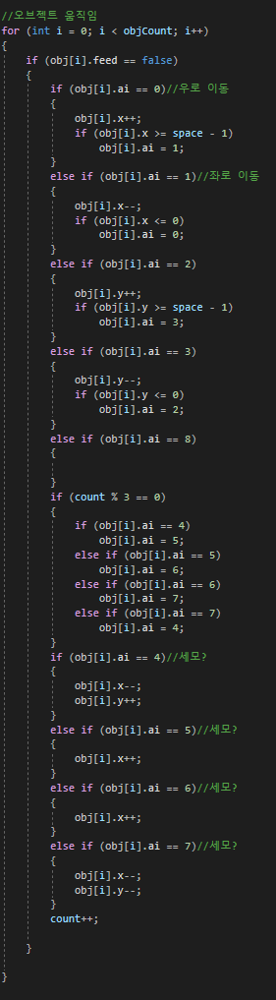 //오브젝트 움직임
for (int i = 0; i < objCount; i++)
{
    if (obj[i].feed == false)
    {
        if (obj[i].ai == 0)//우로 이동
        {
            obj[i].x++;
            if (obj[i].x >= space - 1)
                obj[i].ai = 1;
        }
        else if (obj[i].ai == 1)//좌로 이동
        {
            obj[i].x--;
            if (obj[i].x <= 0)
                obj[i].ai = 0;
        }
        else if (obj[i].ai == 2)
        {
            obj[i].y++;
            if (obj[i].y >= space - 1)
                obj[i].ai = 3;
        }
        else if (obj[i].ai == 3)
        {
            obj[i].y--;
            if (obj[i].y <= 0)
                obj[i].ai = 2;
        }
        else if (obj[i].ai == 8)
        {

        }
        if (count % 3 == 0)
        {
            if (obj[i].ai == 4)
                obj[i].ai = 5;
            else if (obj[i].ai == 5)
                obj[i].ai = 6;
            else if (obj[i].ai == 6)
                obj[i].ai = 7;
            else if (obj[i].ai == 7)
                obj[i].ai = 4;
        }
        if (obj[i].ai == 4)//세모?
        {
            obj[i].x--;
            obj[i].y++;
        }
        else if (obj[i].ai == 5)//세모?
        {
            obj[i].x++;
        }
        else if (obj[i].ai == 6)//세모?
        {
            obj[i].x++;
        }
        else if (obj[i].ai == 7)//세모?
        {
            obj[i].x--;
            obj[i].y--;
        }
        count++;

    }

}